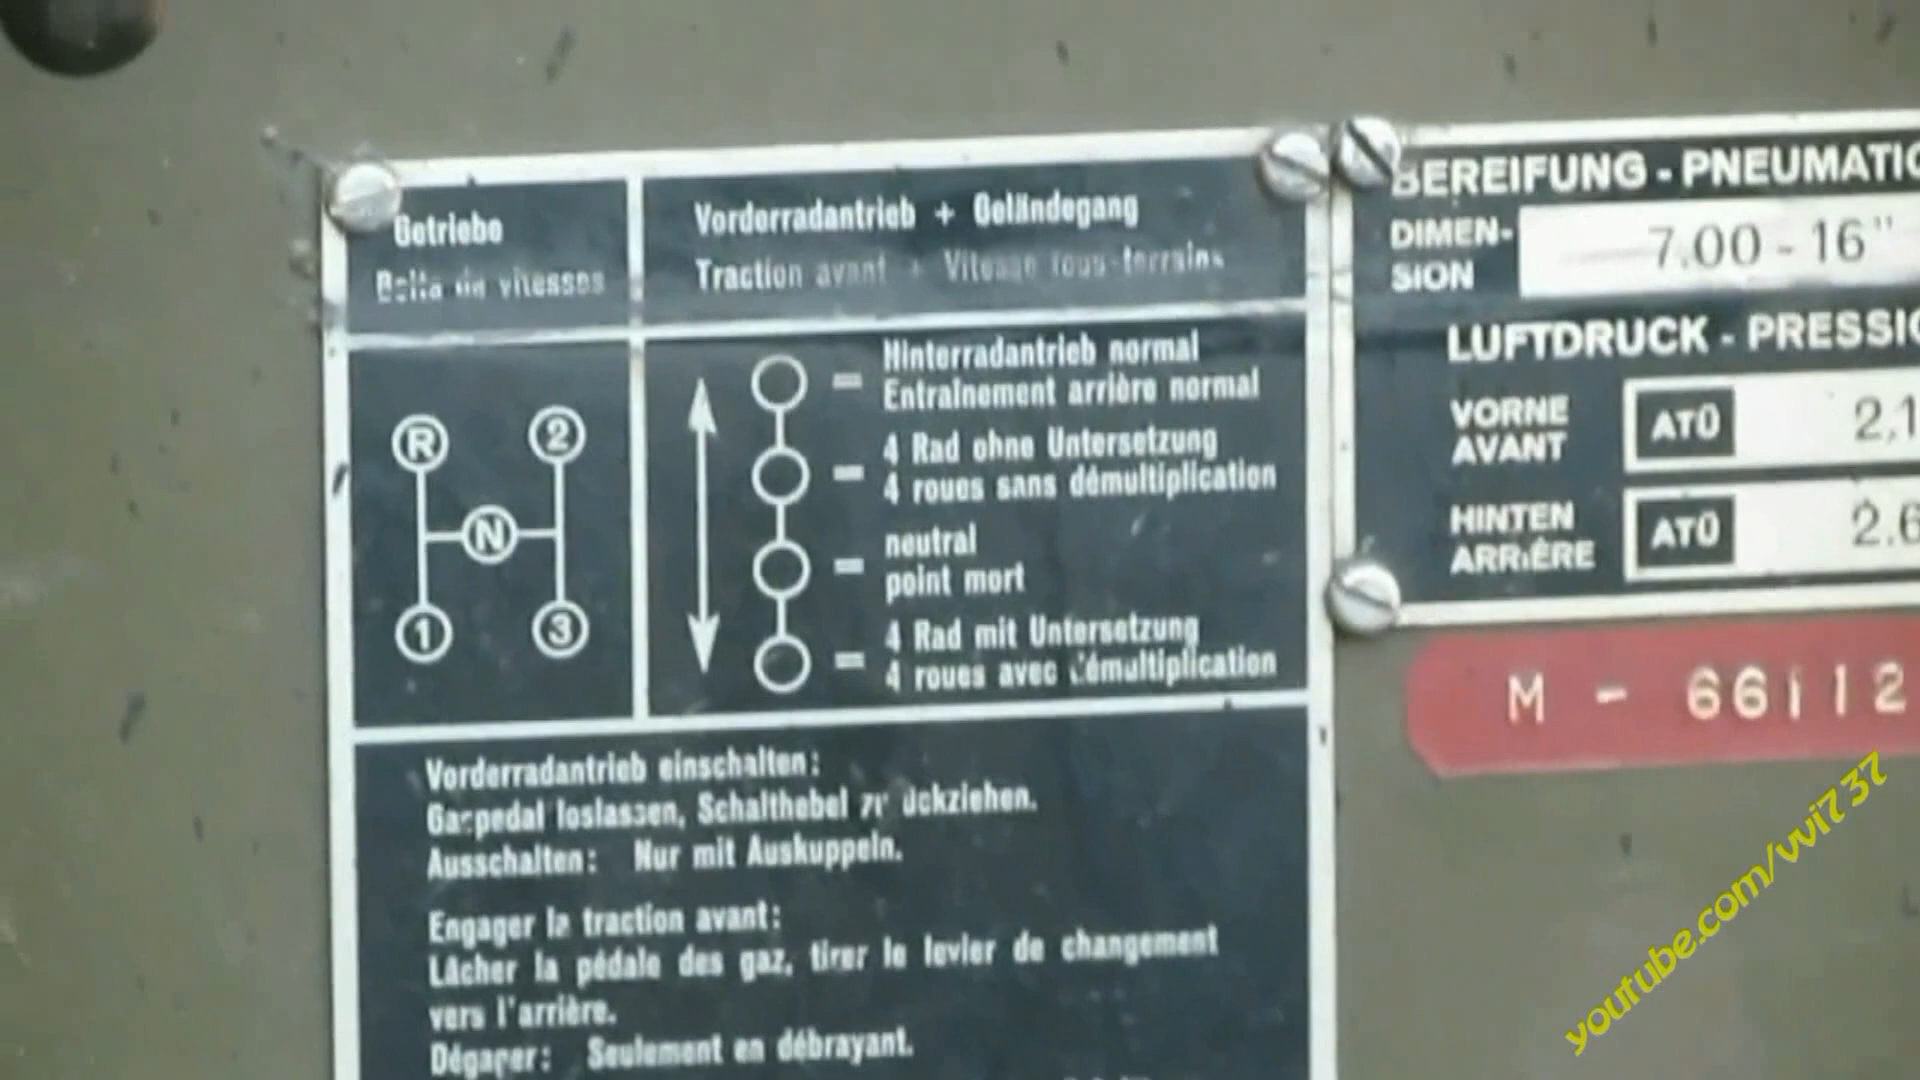 Getriebe
Boîte de vitesses
Vorderradantrieb + Geländegang
Traction avant + Vitesse tous-terrains
R
2
N
1
3
= Hinterradantrieb normal
Entraînement arrière normal
= 4 Rad ohne Untersetzung
4 roues sans démultiplication
= neutral
point mort
= 4 Rad mit Untersetzung
4 roues avec démultiplication
Vorderradantrieb einschalten:
Gaspedal loslassen, Schalthebel zurückziehen.
Ausschalten: Nur mit Auskuppeln.
Engager la traction avant:
Lâcher la pédale des gaz, tirer le levier de changement
vers l'arrière.
Dégager: Seulement en débrayant.
BEREIFUNG - PNEUMATIC
DIMEN-
SION
7.00 - 16"
LUFTDRUCK - PRESSIO
VORNE
AVANT
ATÜ
2,1
HINTEN
ARRIÈRE
ATÜ
2.6
M - 66112
youtube.com/vvi737